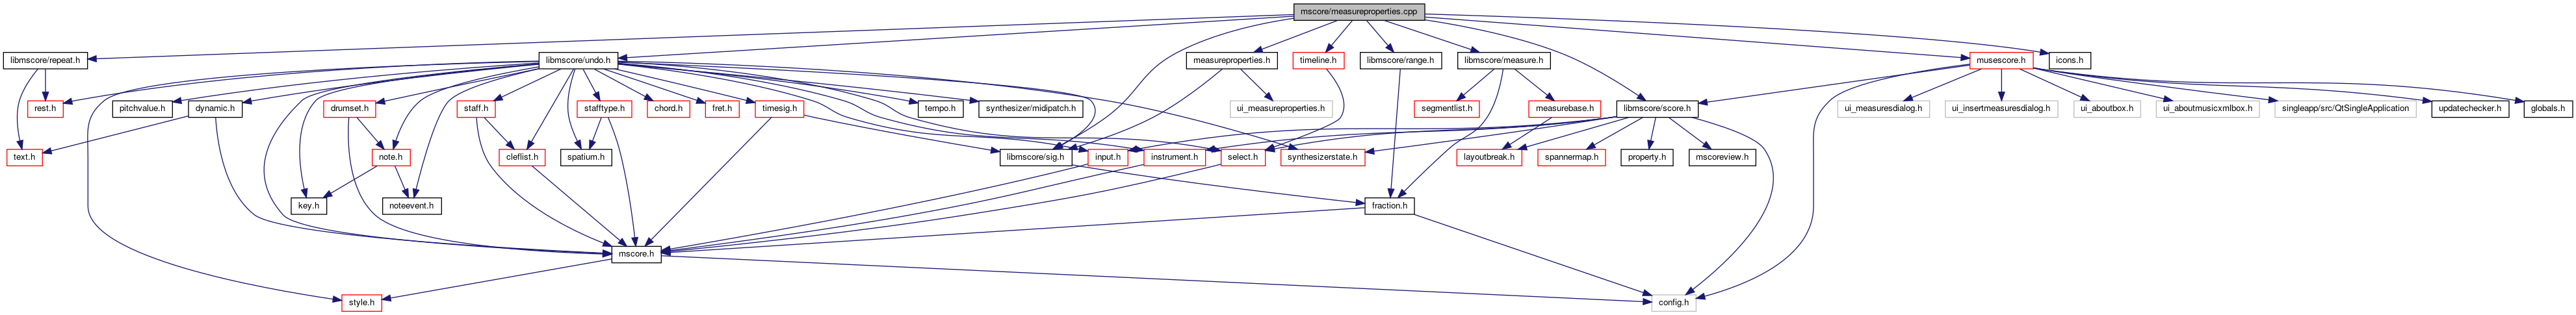 mscore/measureproperties.cpp
libmscore/repeat.h
libmscore/undo.h
measureproperties.h
timeline.h
libmscore/range.h
libmscore/measure.h
musescore.h
icons.h
rest.h
pitchvalue.h
dynamic.h
drumset.h
staff.h
stafftype.h
chord.h
fret.h
timesig.h
tempo.h
synthesizer/midipatch.h
ui_measureproperties.h
segmentlist.h
measurebase.h
libmscore/score.h
ui_measuresdialog.h
ui_insertmeasuresdialog.h
ui_aboutbox.h
ui_aboutmusicxmlbox.h
singleapp/src/QtSingleApplication
updatechecker.h
globals.h
text.h
note.h
cleflist.h
spatium.h
libmscore/sig.h
input.h
instrument.h
select.h
synthesizerstate.h
layoutbreak.h
spannermap.h
property.h
mscoreview.h
key.h
noteevent.h
fraction.h
mscore.h
style.h
config.h